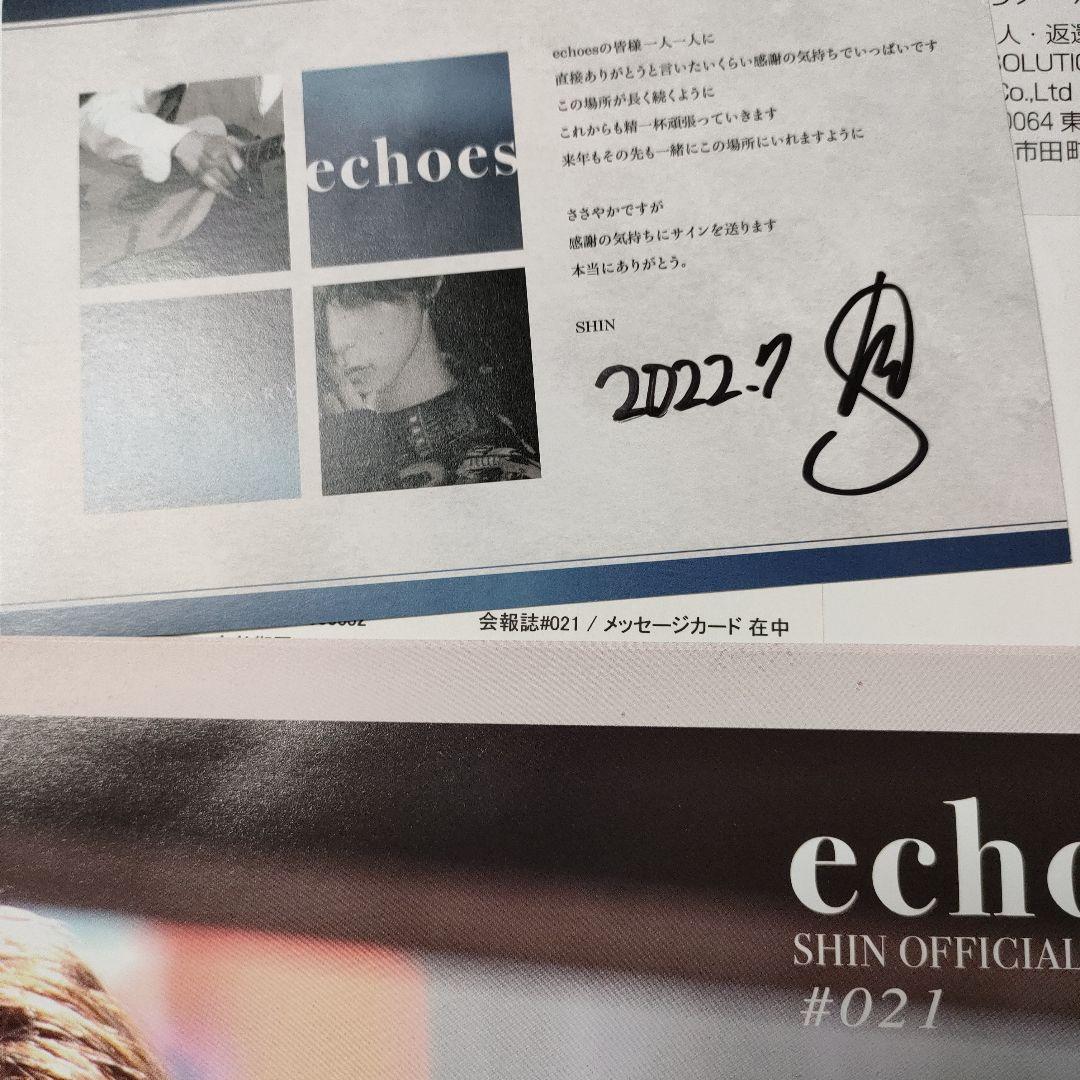 echoesの皆様一人一人に
直接ありがとうと言いたいくらい感謝の気持ちでいっぱいです
この場所が長く続くように
これからも精一杯頑張っていきます
来年もその先も一緒にこの場所にいれますように
ささやかですが
感謝の気持ちにサインを送ります
本当にありがとう。
SHIN
2022.7
echoes
人・返還
SOLUTIO
Co.,Ltd
0064 東
市田町
会報誌#021 / メッセージカード 在中
echo
SHIN OFFICIAL
#021